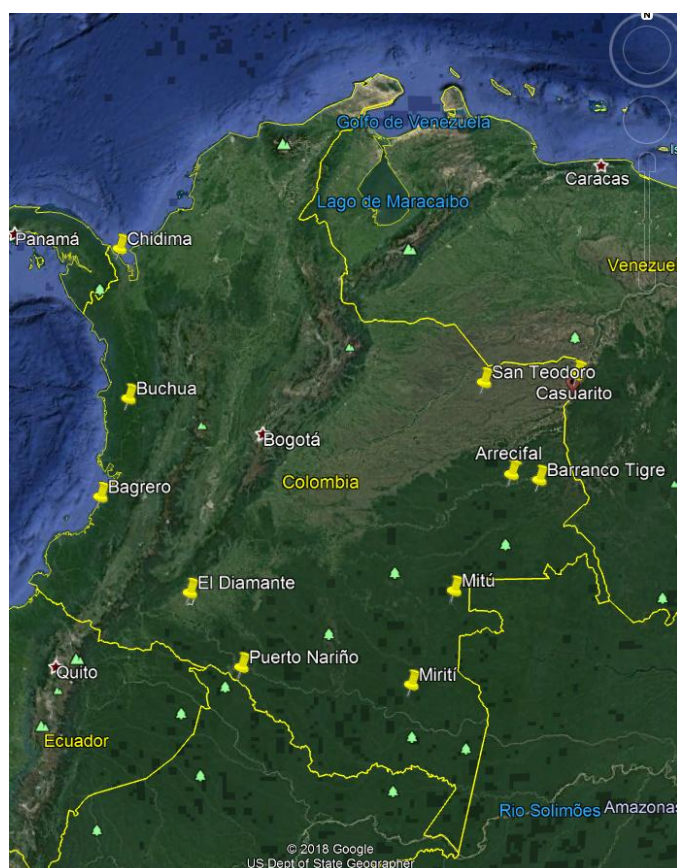 N
Golfo de Venezuela
Caracas
Is
Lago de Maracaibo
Panamá
Chidima
Venezuel
San Teodoro
Buchua
Casuarito
Bogotá
Arrecifal
Barranco Tigre
Colombia
Bagrero
El Diamante
Mitú
Puerto Nariño
Quito
Mirití
Ecuador
Rio Solimões
Amazonas
© 2018 Google
US Dept of State Geographer